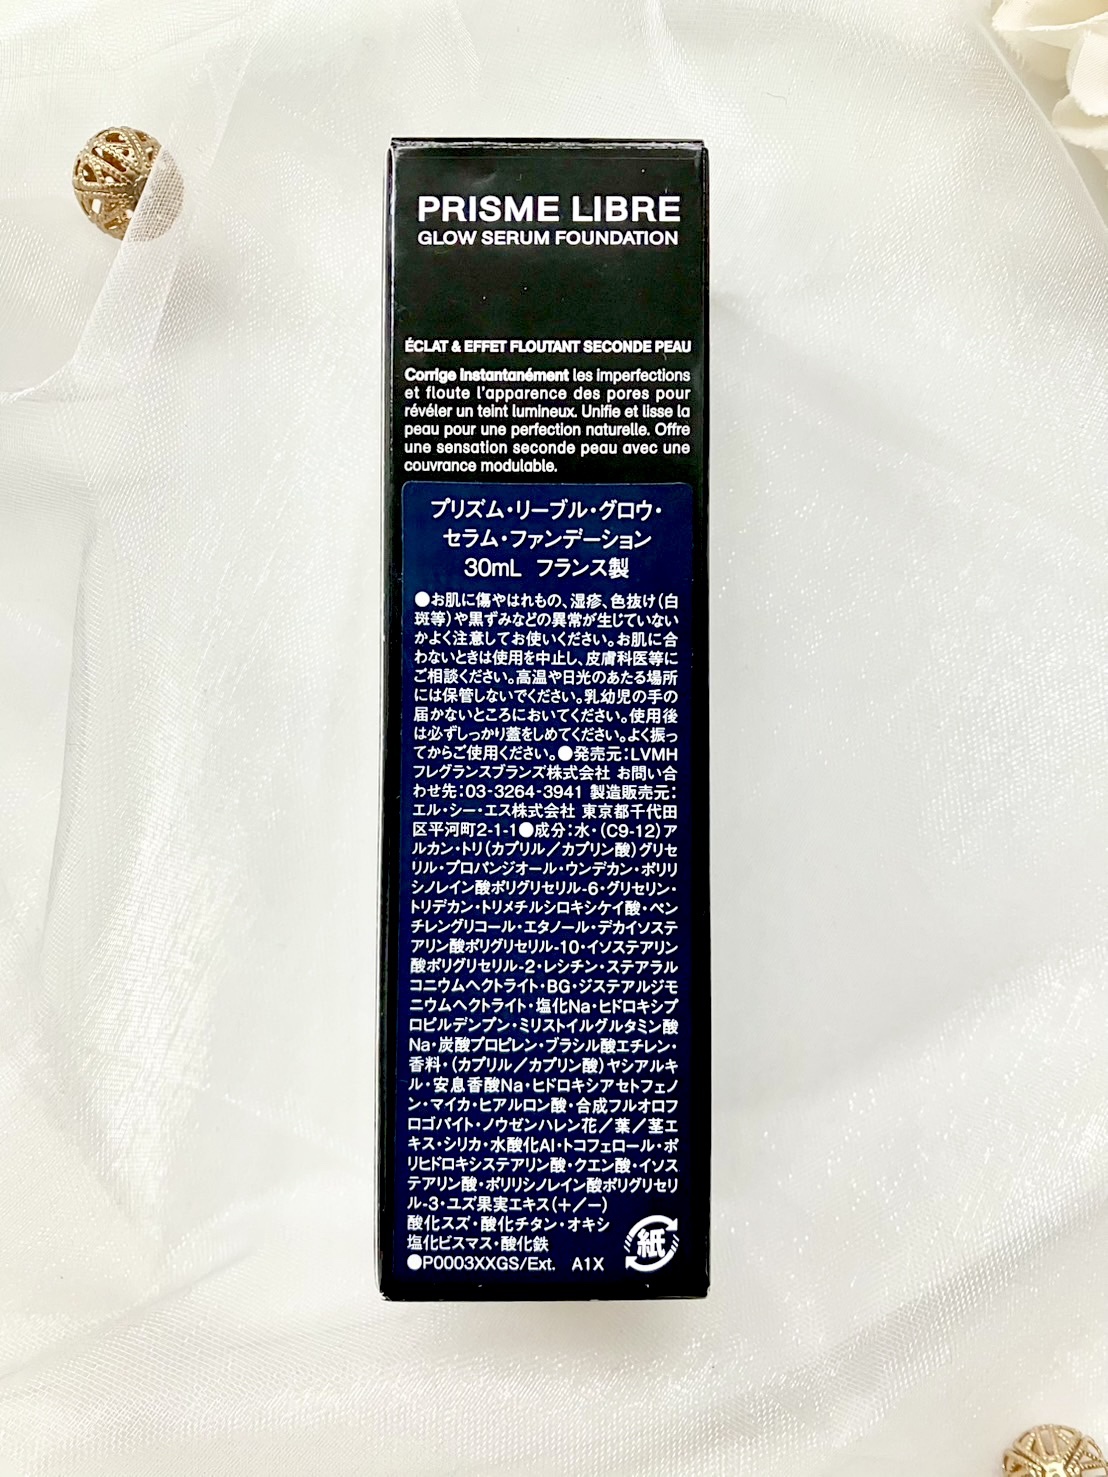 PRISME LIBRE
GLOW SERUM FOUNDATION
ÉCLAT & EFFET FLOUTANT SECONDE PEAU
Corrige Instantanément les imperfections
et floute l'apparence des pores pour
révéler un teint lumineux. Unifie et lisse la
peau pour une perfection naturelle. Offre
une sensation seconde peau avec une
couvrance modulable.
プリズム・リーブル・グロウ・
セラム・ファンデーション
30mL フランス製
●お肌に傷やはれもの、湿疹、色抜け(白
斑等)や黒ずみなどの異常が生じていない
かよく注意してお使いください。お肌に合
わないときは使用を中止し、皮膚科医等に
ご相談ください。高温や日光のあたる場所
には保管しないでください。乳幼児の手の
届かないところにおいてください。使用後
は必ずしっかり蓋をしめてください。よく振っ
てからご使用ください。●発売元:LVMH
フレグランスブランズ株式会社 お問い合
わせ先:03-3264-3941 製造販売元:
エル・シー・エス株式会社 東京都千代田
区平河町2-1-1●成分:水・(C9-12)ア
ルカン・トリ(カプリル/カプリン酸)グリセ
リル・プロパンジオール・ウンデカン・ポリリ
シノレイン酸ポリグリセリル-6・グリセリン・
トリデカン・トリメチルシロキシケイ酸・ペン
チレングリコール・エタノール・デカイソステ
アリン酸ポリグリセリル-10・イソステアリン
酸ポリグリセリル-2・レシチン・ステアラル
コニウムヘクトライト・BG・ジステアルジモ
ニウムヘクトライト・塩化Na・ヒドロキシプ
ロピルデンプン・ミリストイルグルタミン酸
Na・炭酸プロピレン・ブラシル酸エチレン・
香料・(カプリル/カプリン酸)ヤシアルキ
ル・安息香酸Na・ヒドロキシアセトフェノ
ン・マイカ・ヒアルロン酸・合成フルオロフ
ロゴパイト・ノウゼンハレン花/葉/茎エ
キス・シリカ・水酸化Al・トコフェロール・ポ
リヒドロキシステアリン酸・クエン酸・イソス
テアリン酸・ポリリシノレイン酸ポリグリセリ
ル-3・ユズ果実エキス(+/-)
酸化スズ・酸化チタン・オキシ
塩化ビスマス・酸化鉄
●P0003XXGS/Ext. A1X
紙